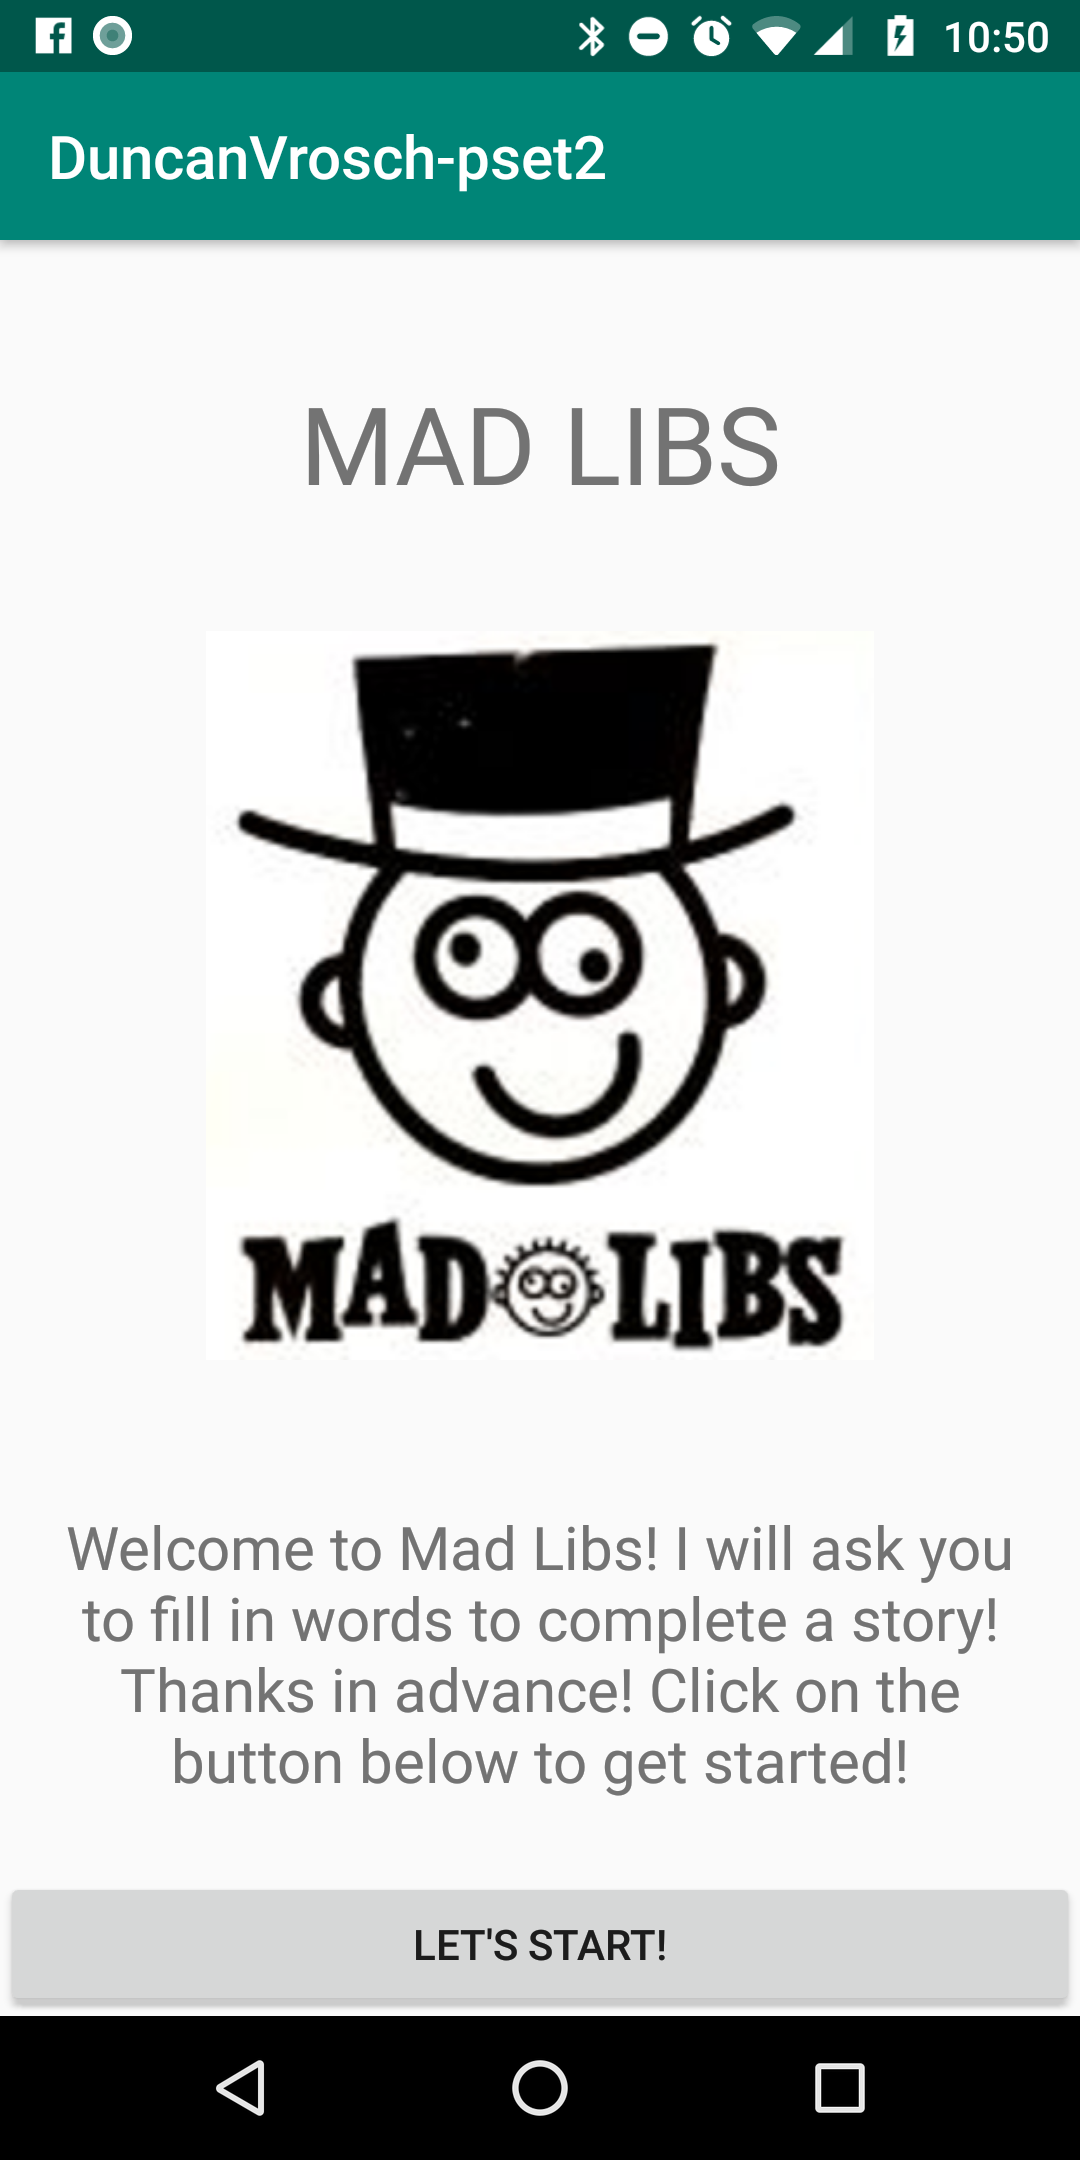 10:50
DuncanVrosch-pset2
MAD LIBS
MAD LIBS
Welcome to Mad Libs! I will ask you
to fill in words to complete a story!
Thanks in advance! Click on the
button below to get started!
LET'S START!